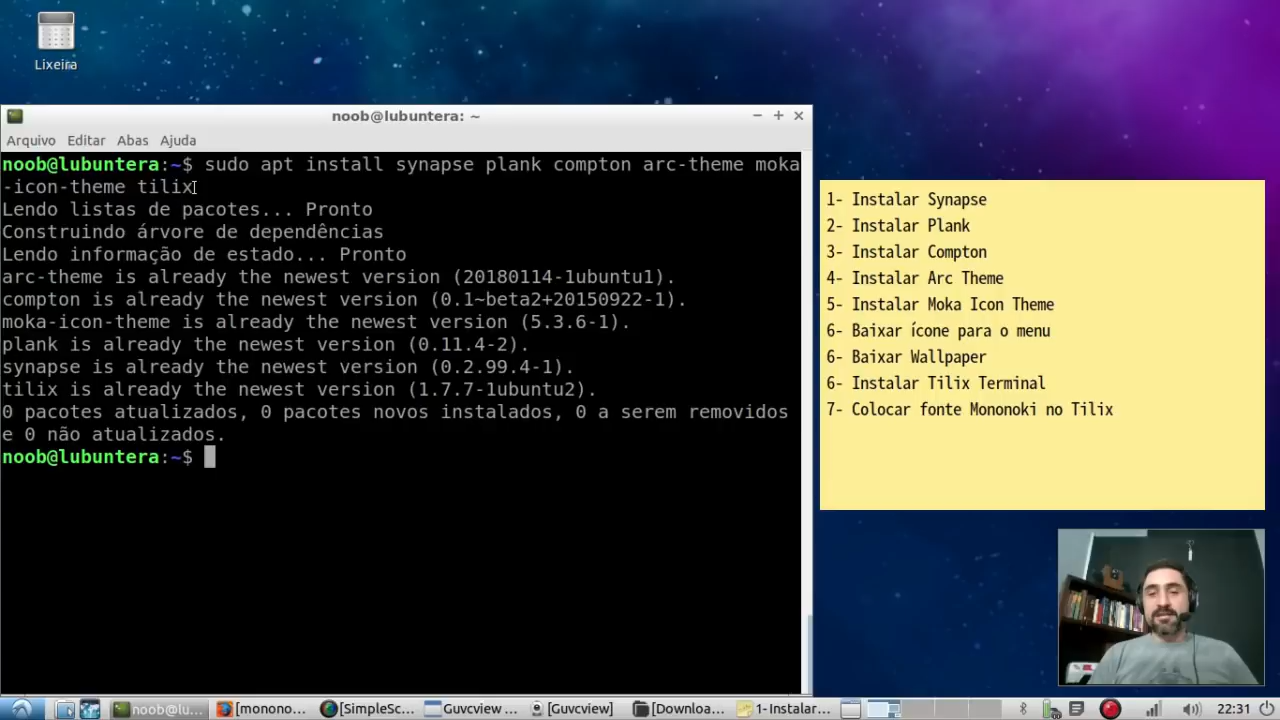 Lixeira
noob@lubuntera: ~
Arquivo Editar Abas Ajuda
noob@lubuntera:~$ sudo apt install synapse plank compton arc-theme moka
-icon-theme tilix
Lendo listas de pacotes... Pronto
Construindo árvore de dependências
Lendo informação de estado... Pronto
arc-theme is already the newest version (20180114-1ubuntu1).
compton is already the newest version (0.1~beta2+20150922-1).
moka-icon-theme is already the newest version (5.3.6-1).
plank is already the newest version (0.11.4-2).
synapse is already the newest version (0.2.99.4-1).
tilix is already the newest version (1.7.7-1ubuntu2).
0 pacotes atualizados, 0 pacotes novos instalados, 0 a serem removidos
e 0 não atualizados.
noob@lubuntera:~$
1- Instalar Synapse
2- Instalar Plank
3- Instalar Compton
4- Instalar Arc Theme
5- Instalar Moka Icon Theme
6- Baixar ícone para o menu
6- Baixar Wallpaper
6- Instalar Tilix Terminal
7- Colocar fonte Mononoki no Tilix
noob@lu... [monono... [SimpleSc... Guvcview ... [Guvcview] [Downloa... 1- Instalar... 22:31